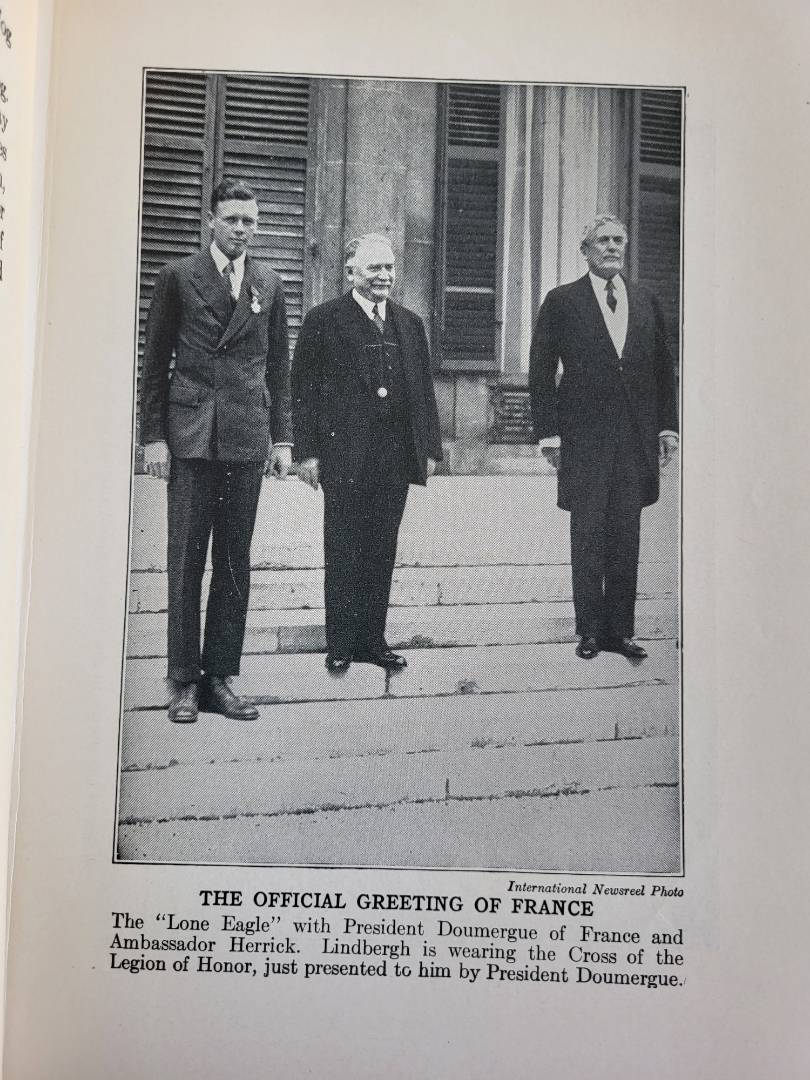 International Newsreel Photo
THE OFFICIAL GREETING OF FRANCE
The "Lone Eagle" with President Doumergue of France and
Ambassador Herrick. Lindbergh is wearing the Cross of the
Legion of Honor, just presented to him by President Doumergue.